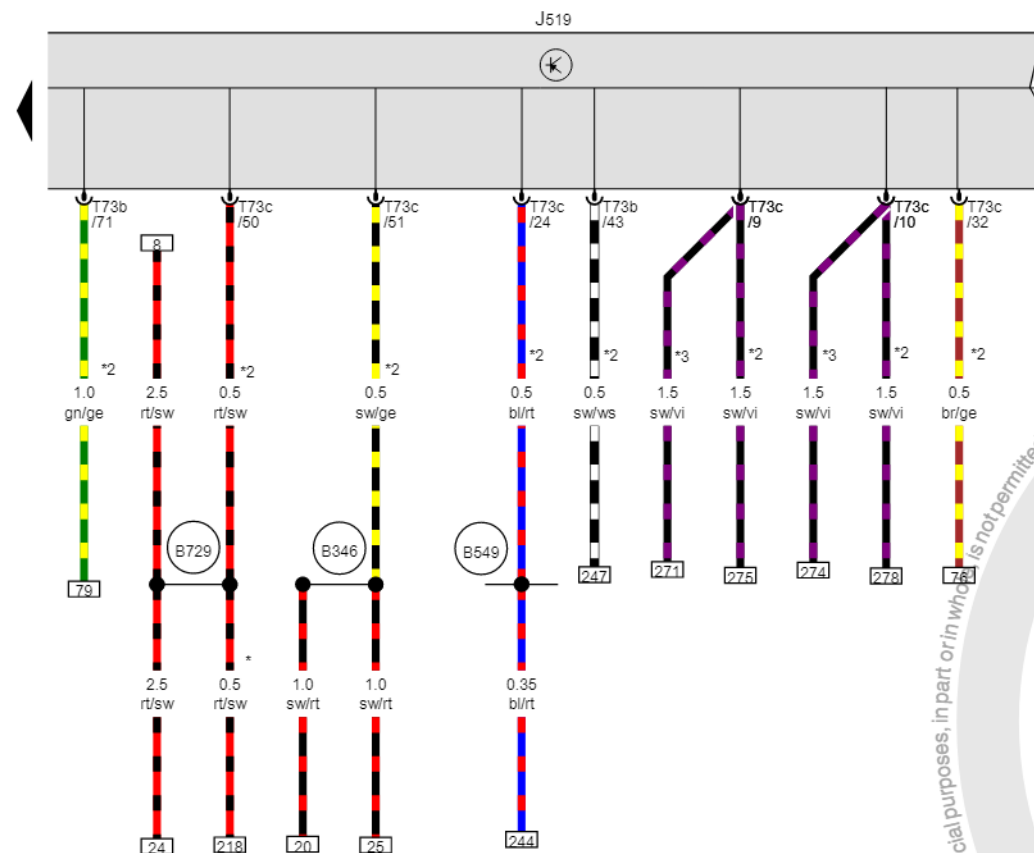 J519
T73b
/71
T73c
/50
T73c
/51
T73c
/24
T73b
/43
T73c
/9
T73c
/10
T73c
/32
8
*2
*2
*2
*2
*2
*3
*2
*3
*2
*2
1.0
gn/ge
2.5
rt/sw
0.5
rt/sw
0.5
sw/ge
0.5
bl/rt
0.5
sw/ws
1.5
sw/vi
1.5
sw/vi
1.5
sw/vi
1.5
sw/vi
0.5
br/ge
B729
B346
B549
79
247
271
275
274
278
76
*
2.5
rt/sw
0.5
rt/sw
1.0
sw/rt
1.0
sw/rt
0.35
bl/rt
24
218
20
25
244
cial purposes, in part or in whole, is not permitte